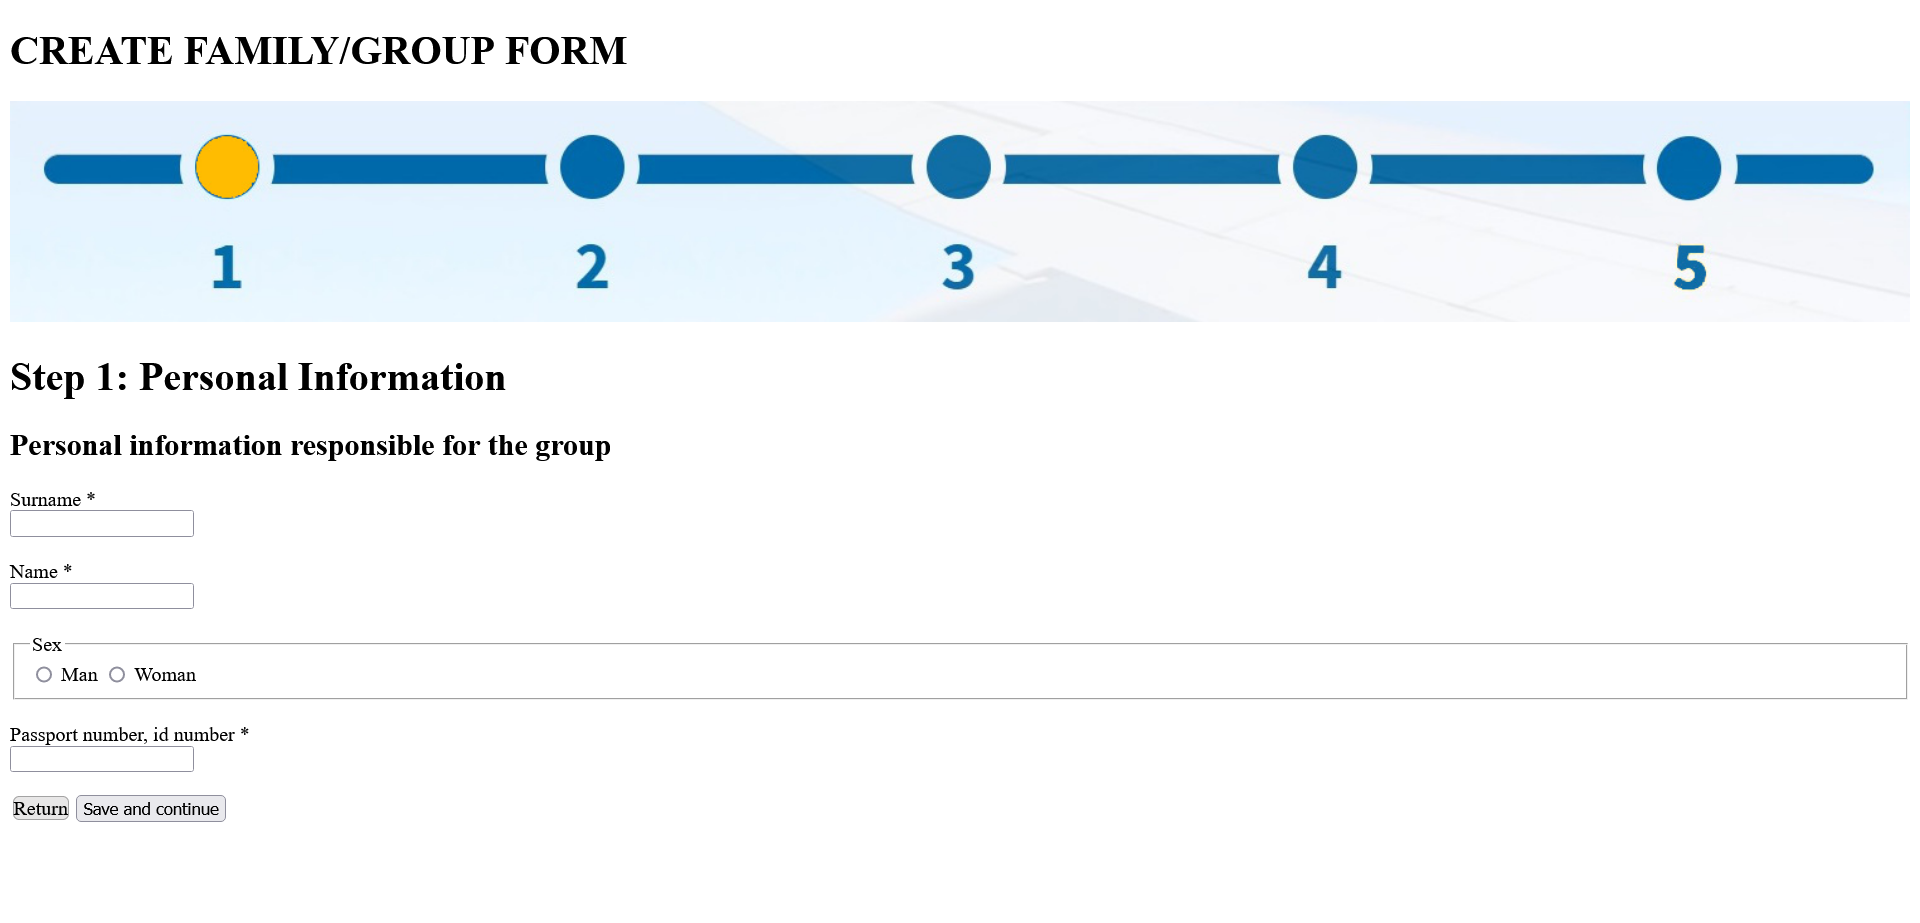 CREATE FAMILY/GROUP FORM
1 2 3 4 5
Step 1: Personal Information
Personal information responsible for the group
Surname *
Name *
Sex
Man Woman
Passport number, id number *
Return Save and continue